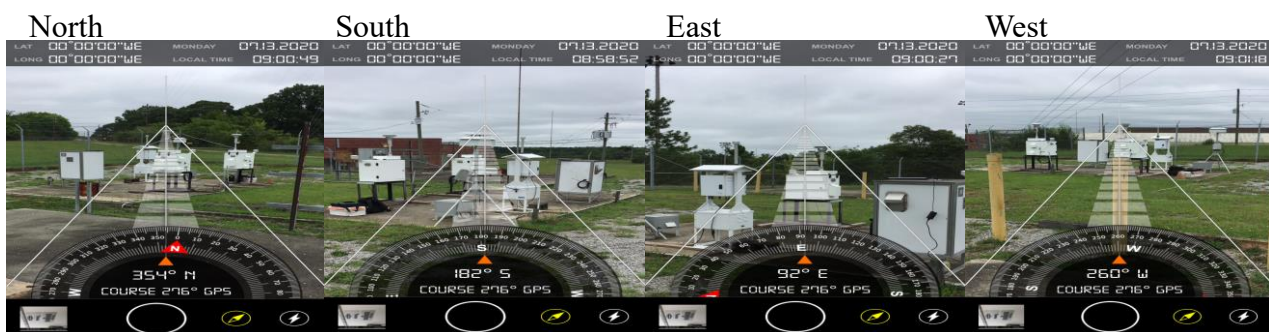 North South East West
LAT 00°00'00"WE MONDAY 07.13.2020
LONG 00°00'00"WE LOCAL TIME 09:00:49
354° N
COURSE 276° GPS
LAT 00°00'00"WE MONDAY 07.13.2020
LONG 00°00'00"WE LOCAL TIME 08:58:52
S
182° S
COURSE 276° GPS
LAT 00°00'00"WE MONDAY 07.13.2020
LONG 00°00'00"WE LOCAL TIME 09:00:27
E
92° E
COURSE 276° GPS
LAT 00°00'00"WE MONDAY 07.13.2020
LONG 00°00'00"WE LOCAL TIME 09:01:18
W
260° W
COURSE 276° GPS